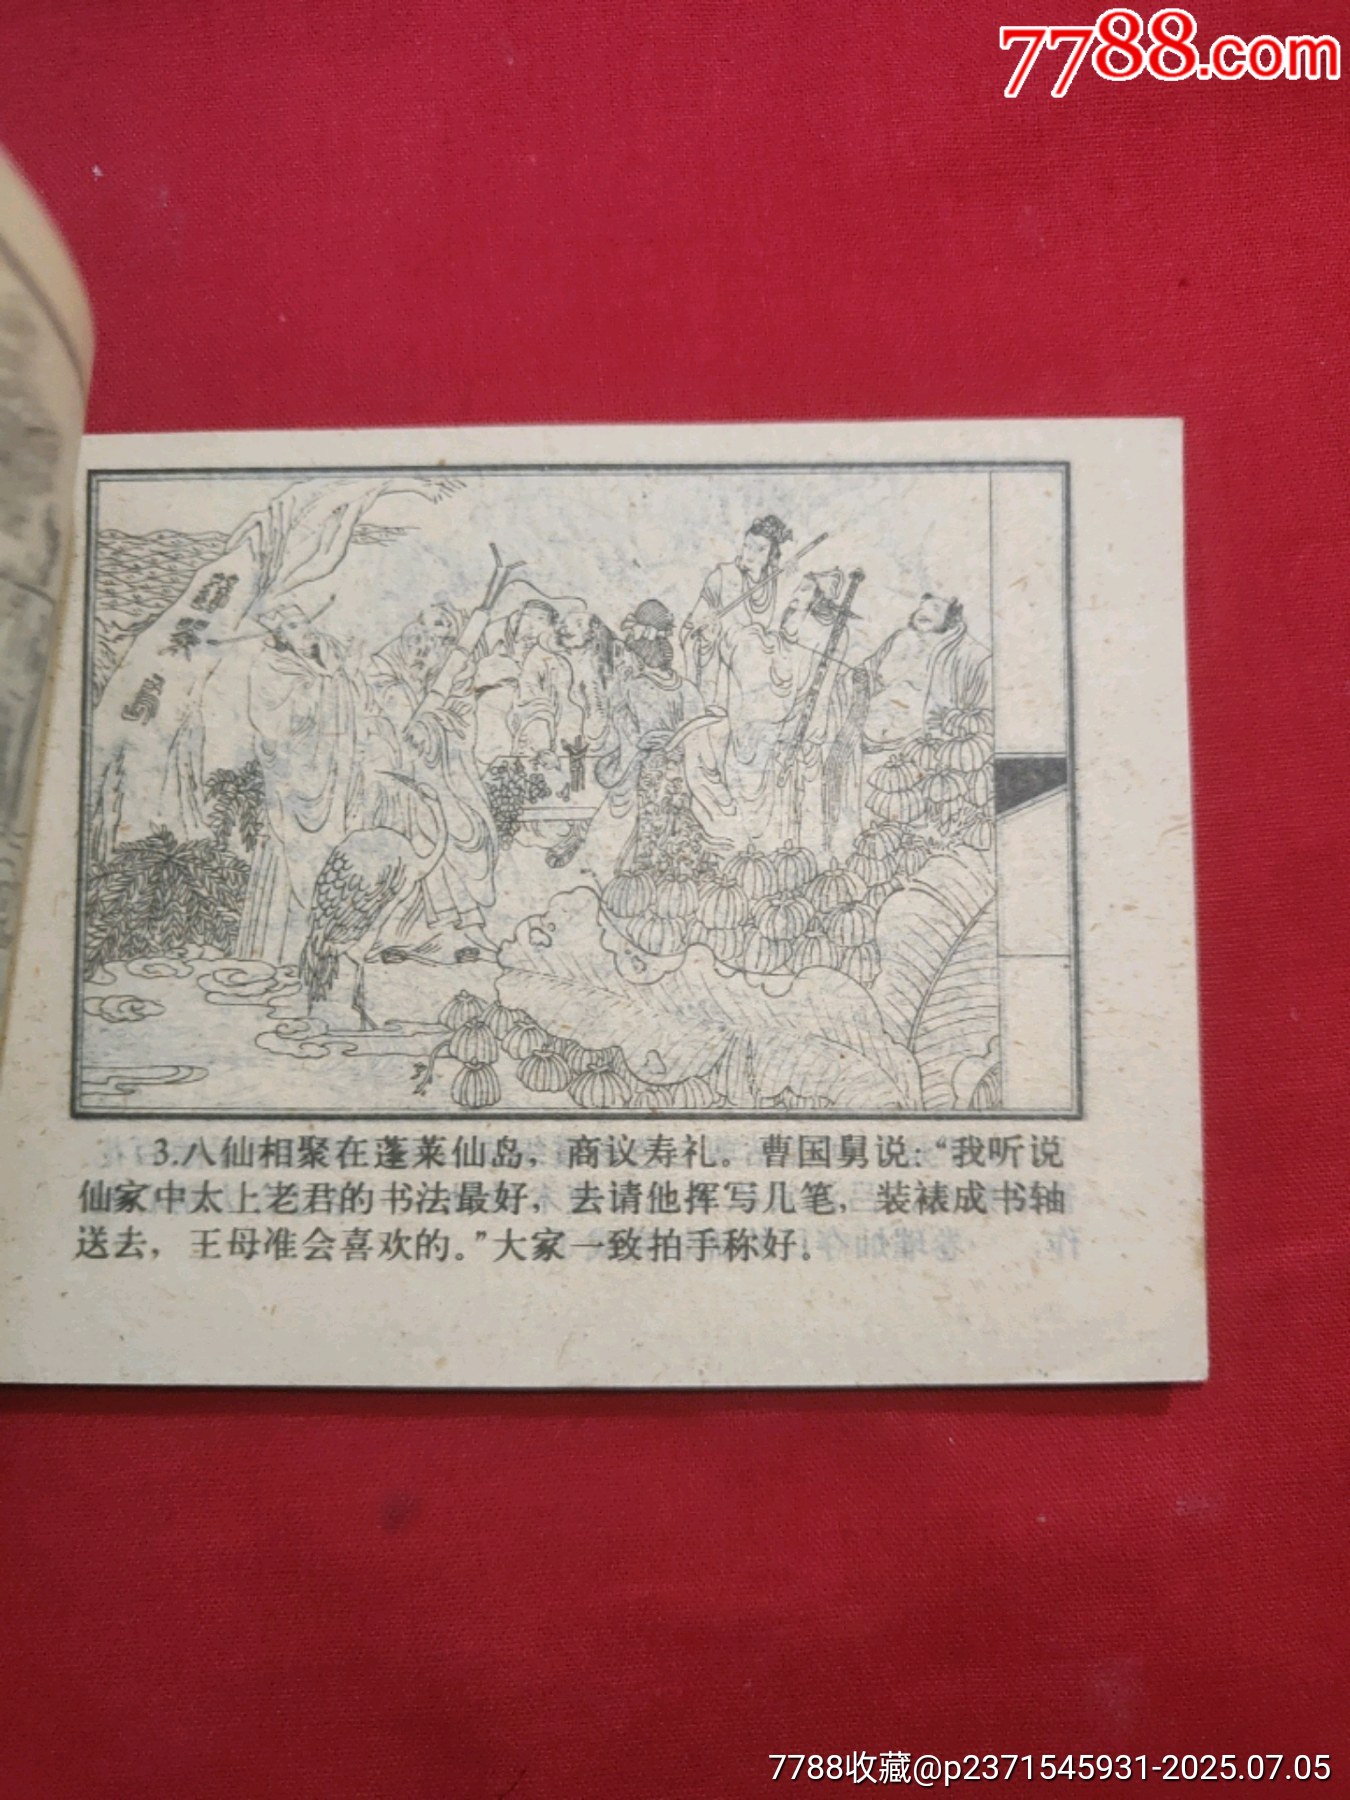 7788.com
3.八仙相聚在蓬莱仙岛，商议寿礼。曹国舅说：“我听说
仙家中太上老君的书法最好，去请他挥写几笔，装裱成书轴
送去，王母准会喜欢的。”大家一致拍手称好。
7788收藏@p2371545931-2025.07.05